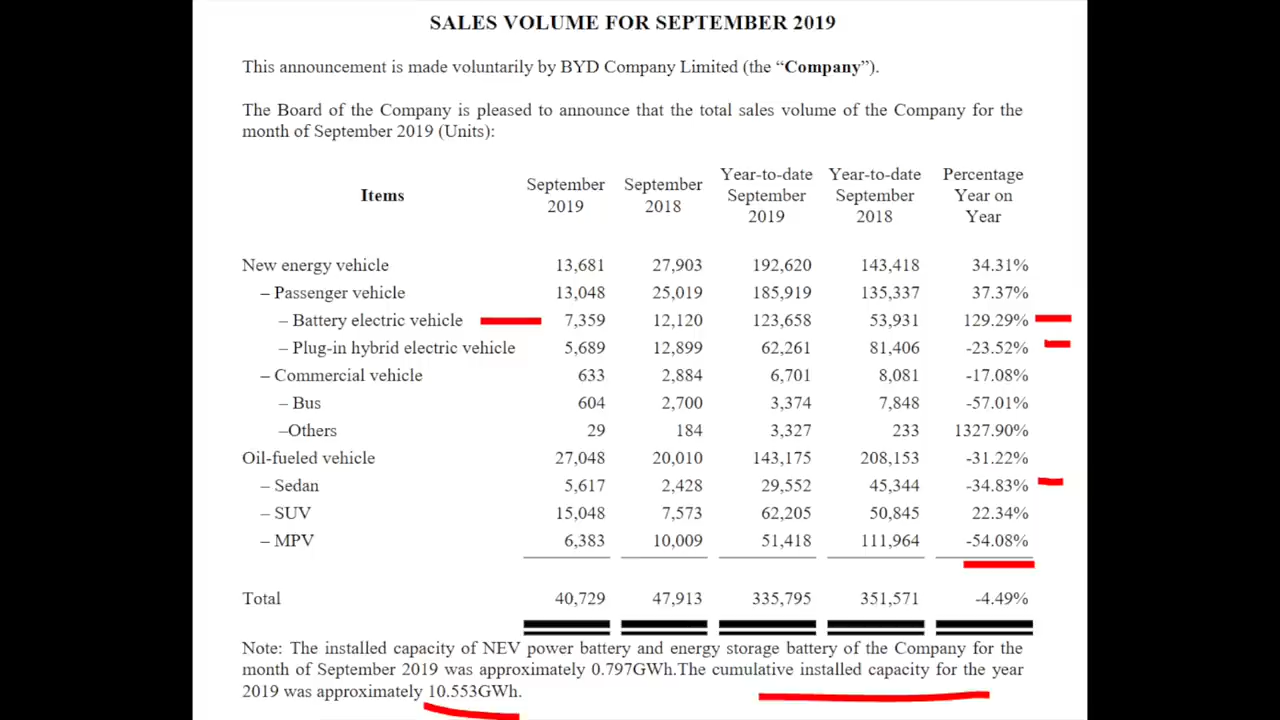 SALES VOLUME FOR SEPTEMBER 2019
This announcement is made voluntarily by BYD Company Limited (the “Company”).
The Board of the Company is pleased to announce that the total sales volume of the Company for the
month of September 2019 (Units):
Items September 2019 September 2018 Year-to-date September 2019 Year-to-date September 2018 Percentage Year on Year
New energy vehicle 13,681 27,903 192,620 143,418 34.31%
– Passenger vehicle 13,048 25,019 185,919 135,337 37.37%
– Battery electric vehicle 7,359 12,120 123,658 53,931 129.29%
– Plug-in hybrid electric vehicle 5,689 12,899 62,261 81,406 -23.52%
– Commercial vehicle 633 2,884 6,701 8,081 -17.08%
– Bus 604 2,700 3,374 7,848 -57.01%
–Others 29 184 3,327 233 1327.90%
Oil-fueled vehicle 27,048 20,010 143,175 208,153 -31.22%
– Sedan 5,617 2,428 29,552 45,344 -34.83%
– SUV 15,048 7,573 62,205 50,845 22.34%
– MPV 6,383 10,009 51,418 111,964 -54.08%
Total 40,729 47,913 335,795 351,571 -4.49%
Note: The installed capacity of NEV power battery and energy storage battery of the Company for the
month of September 2019 was approximately 0.797GWh.The cumulative installed capacity for the year
2019 was approximately 10.553GWh.